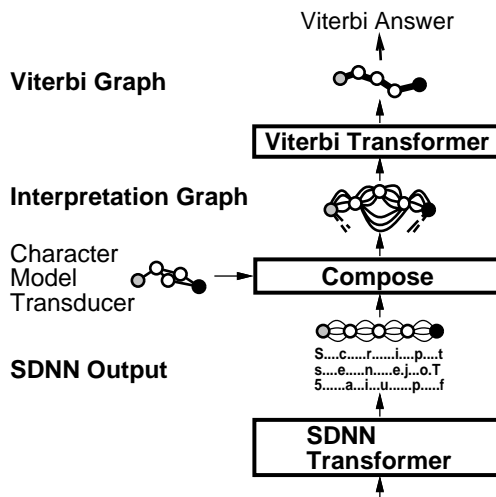 Viterbi Answer
Viterbi Graph
Viterbi Transformer
Interpretation Graph
Character
Model
Transducer
Compose
S....c.....r......i....p....t
s....e.....n....e.j...o.T
5......a...i...u......p....f
SDNN Output
SDNN
Transformer